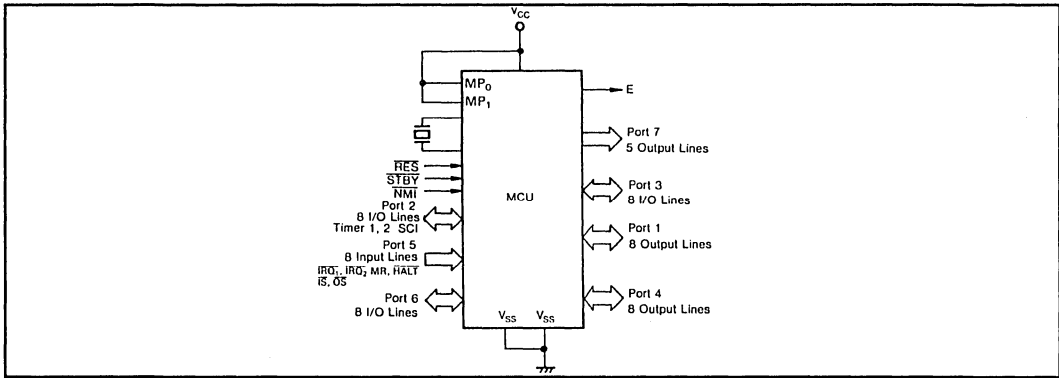 VCC
MP0
MP1
E
Port 7
5 Output Lines
RES
STBY
NMI
MCU
Port 3
8 I/O Lines
Port 2
8 I/O Lines
Timer 1, 2 SCI
Port 1
8 Output Lines
Port 5
8 Input Lines
IRQ1, IRQ2 MR, HALT
IS, OS
Port 6
8 I/O Lines
Port 4
8 Output Lines
VSS VSS